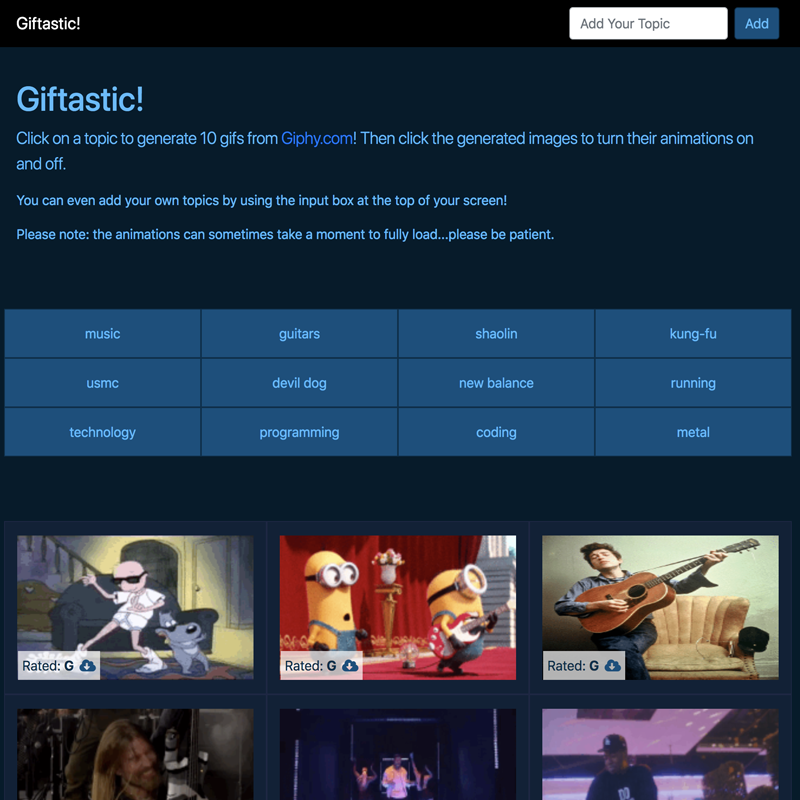 Giftastic!
Add Your Topic
Add
Giftastic!
Click on a topic to generate 10 gifs from Giphy.com! Then click the generated images to turn their animations on
and off.
You can even add your own topics by using the input box at the top of your screen!
Please note: the animations can sometimes take a moment to fully load...please be patient.
music
guitars
shaolin
kung-fu
usmc
devil dog
new balance
running
technology
programming
coding
metal
Rated: G
Rated: G
Rated: G